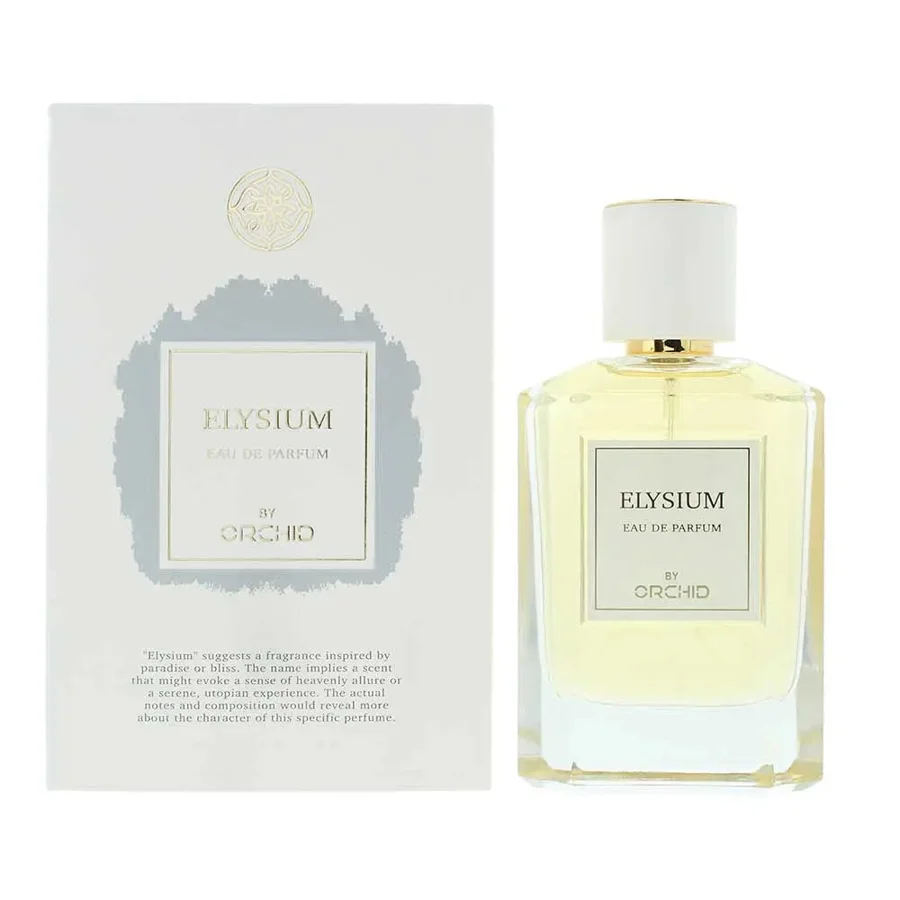 ELYSIUM
EAU DE PARFUM
BY
ORCHID
"Elysium" suggests a fragrance inspired by
paradise or bliss. The name implies a scent
that might evoke a sense of heavenly allure or
a serene, utopian experience. The actual
notes and composition would reveal more
about the character of this specific perfume.
ELYSIUM
EAU DE PARFUM
BY
ORCHID